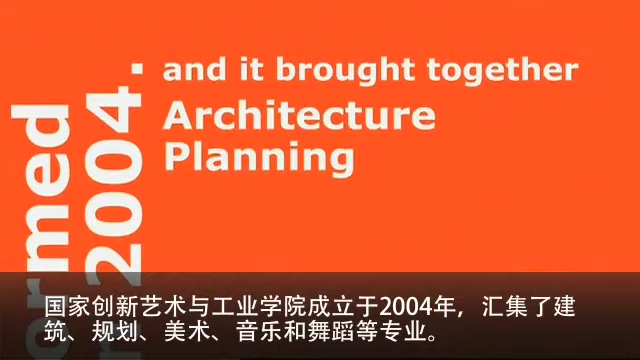 ormed
2004.
and it brought together
Architecture
Planning
国家创新艺术与工业学院成立于2004年，汇集了建
筑、规划、美术、音乐和舞蹈等专业。